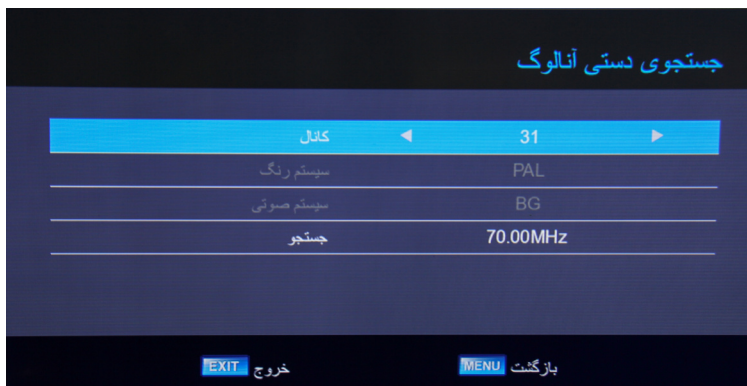 جستجوی دستی آنالوگ
کانال 31
سیستم رنگ PAL
سیستم صوتی BG
جستجو 70.00MHz
بازگشت MENU خروج EXIT